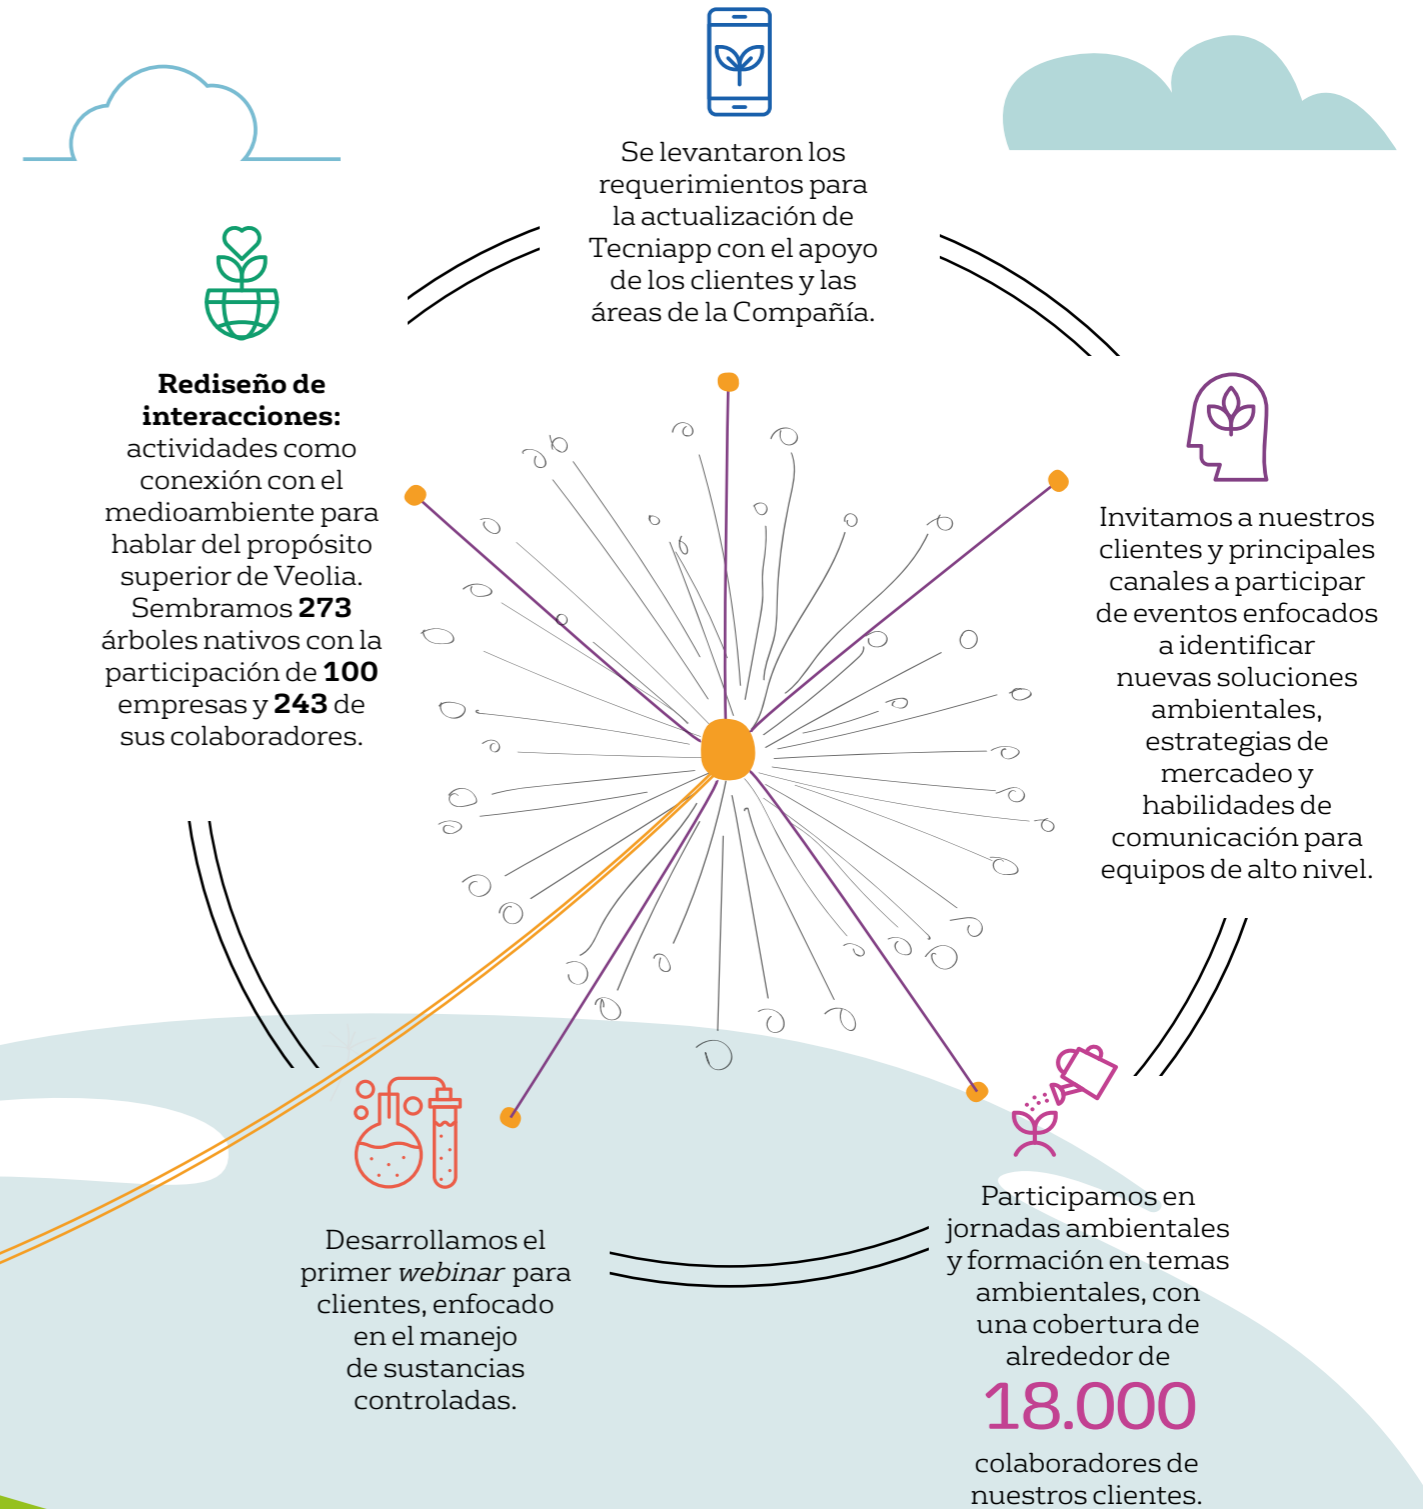 Se levantaron los
requerimientos para
la actualización de
Tecniapp con el apoyo
de los clientes y las
áreas de la Compañía.
Rediseño de
interacciones:
actividades como
conexión con el
medioambiente para
hablar del propósito
superior de Veolia.
Sembramos 273
árboles nativos con la
participación de 100
empresas y 243 de
sus colaboradores.
Invitamos a nuestros
clientes y principales
canales a participar
de eventos enfocados
a identificar
nuevas soluciones
ambientales,
estrategias de
mercadeo y
habilidades de
comunicación para
equipos de alto nivel.
Desarrollamos el
primer webinar para
clientes, enfocado
en el manejo
de sustancias
controladas.
Participamos en
jornadas ambientales
y formación en temas
ambientales, con
una cobertura de
alrededor de
18.000
colaboradores de
nuestros clientes.